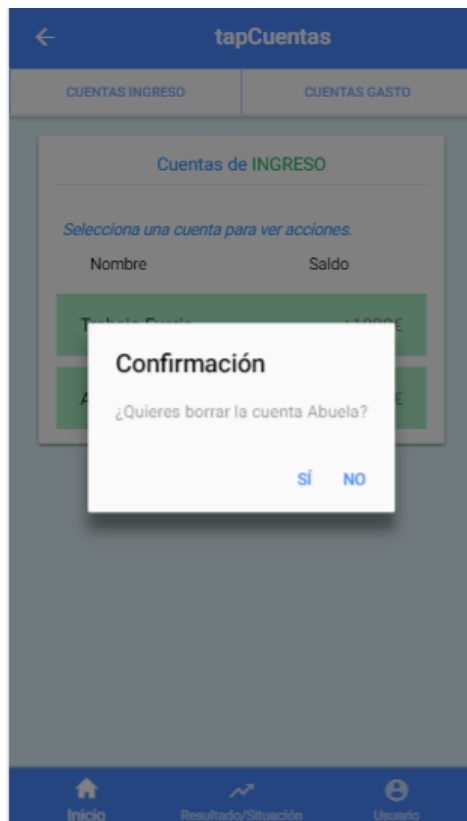 tapCuentas
CUENTAS INGRESO CUENTAS GASTO
Cuentas de INGRESO
Selecciona una cuenta para ver acciones.
Nombre Saldo
Confirmación
¿Quieres borrar la cuenta Abuela?
SÍ NO
Inicio Resultado/Situación Usuario